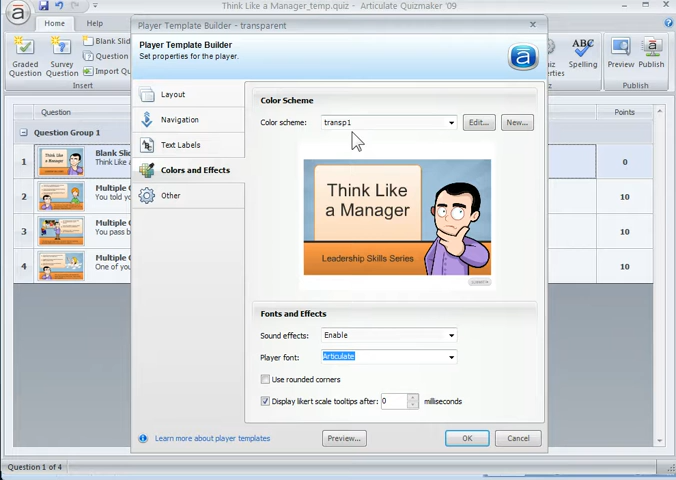 Think Like a Manager_temp.quiz - Articulate Quizmaker '09
Home
Help
Player Template Builder - transparent
Player Template Builder
Set properties for the player.
Graded
Question
Survey
Question
Blank Slid
Question
Import Qu
Insert
Spelling
Preview
Publish
Publish
Question
Points
Question Group 1
1
Blank Slid
Think Like
0
2
Multiple C
You told yo
10
3
Multiple C
You pass b
10
4
Multiple C
One of you
10
Layout
Navigation
Text Labels
Colors and Effects
Other
Color Scheme
Color scheme:
transp1
Edit...
New...
Think Like
a Manager
Leadership Skills Series
Fonts and Effects
Sound effects:
Enable
Player font:
Articulate
Use rounded corners
Display likert scale tooltips after:
0
milliseconds
Learn more about player templates
Preview...
OK
Cancel
Question 1 of 4